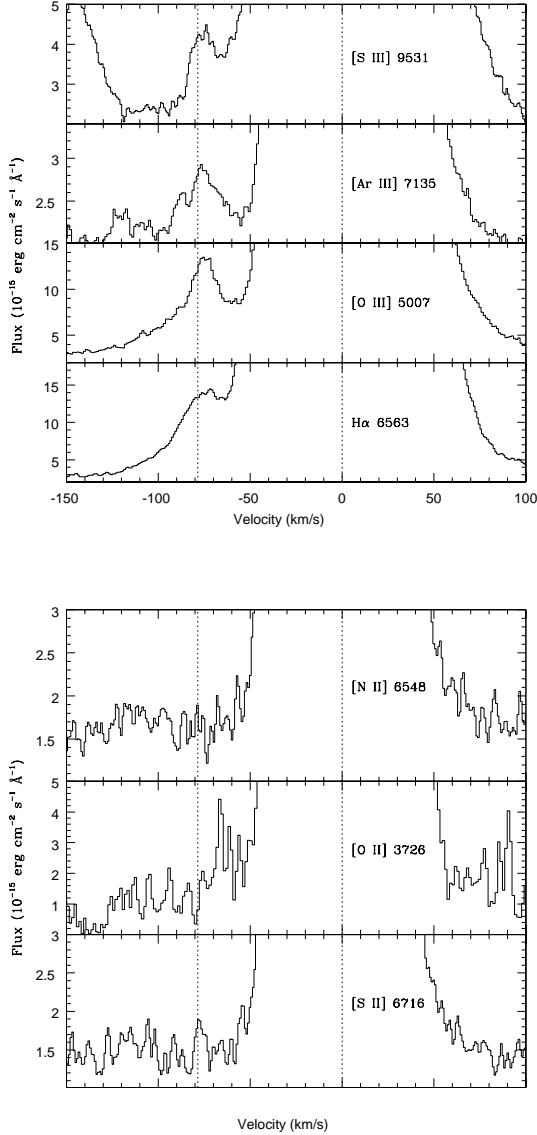 5
4
3
[S III] 9531
3
2.5
[Ar III] 7135
15
10
5
[O III] 5007
15
10
5
Hα 6563
Flux (10⁻¹⁵ erg cm⁻² s⁻¹ Å⁻¹)
-150 -100 -50 0 50 100
Velocity (km/s)
3
2.5
2
1.5
[N II] 6548
5
4
3
2
1
[O II] 3726
3
2.5
2
1.5
[S II] 6716
Flux (10⁻¹⁵ erg cm⁻² s⁻¹ Å⁻¹)
Velocity (km/s)